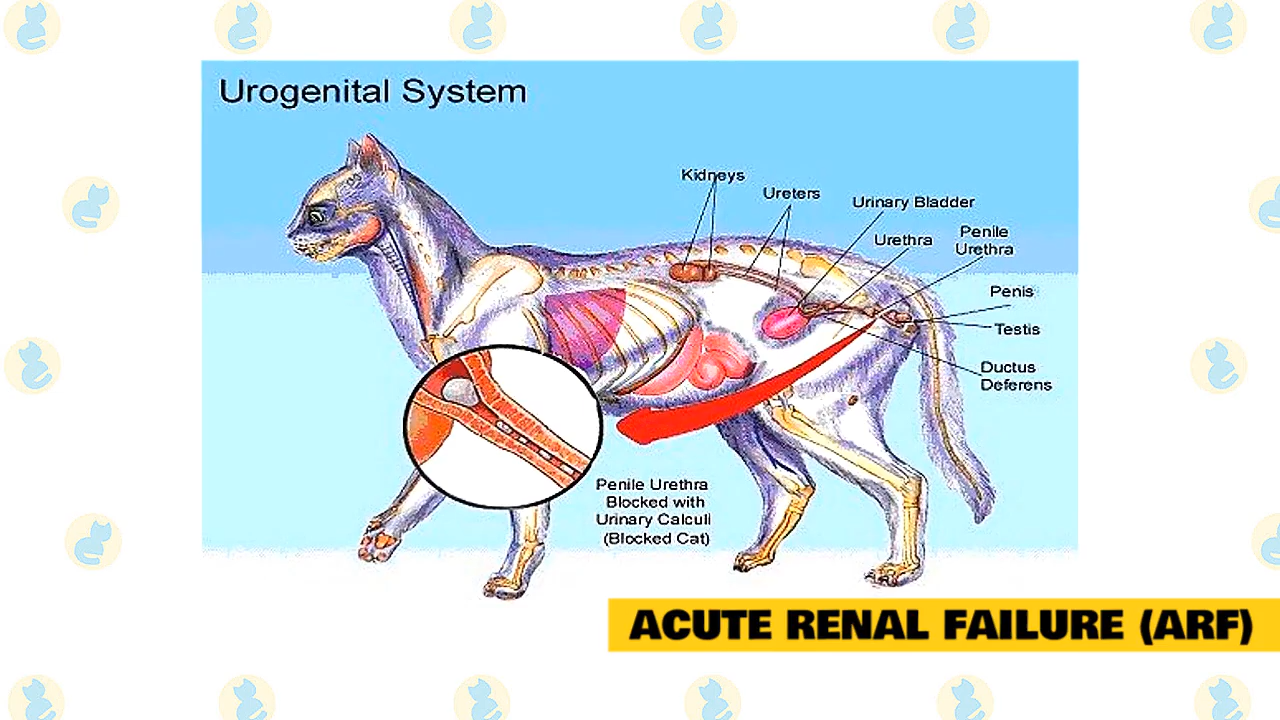 Urogenital System
Kidneys
Ureters
Urinary Bladder
Urethra
Penile
Urethra
Penis
Testis
Ductus
Deferens
Penile Urethra
Blocked with
Urinary Calculi
(Blocked Cat)
ACUTE RENAL FAILURE (ARF)